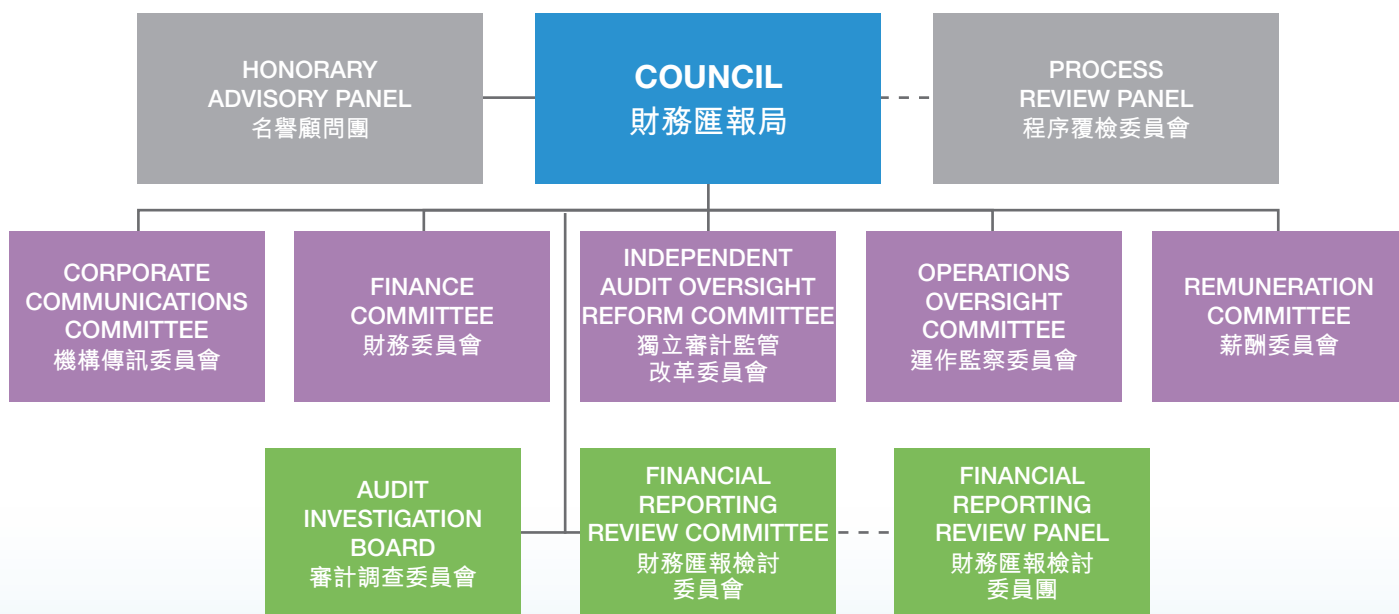 HONORARY
ADVISORY PANEL
名譽顧問團
COUNCIL
財務匯報局
PROCESS
REVIEW PANEL
程序覆檢委員會
CORPORATE
COMMUNICATIONS
COMMITTEE
機構傳訊委員會
FINANCE
COMMITTEE
財務委員會
INDEPENDENT
AUDIT OVERSIGHT
REFORM COMMITTEE
獨立審計監管
改革委員會
OPERATIONS
OVERSIGHT
COMMITTEE
運作監察委員會
REMUNERATION
COMMITTEE
薪酬委員會
AUDIT
INVESTIGATION
BOARD
審計調查委員會
FINANCIAL
REPORTING
REVIEW COMMITTEE
財務匯報檢討
委員會
FINANCIAL
REPORTING
REVIEW PANEL
財務匯報檢討
委員團